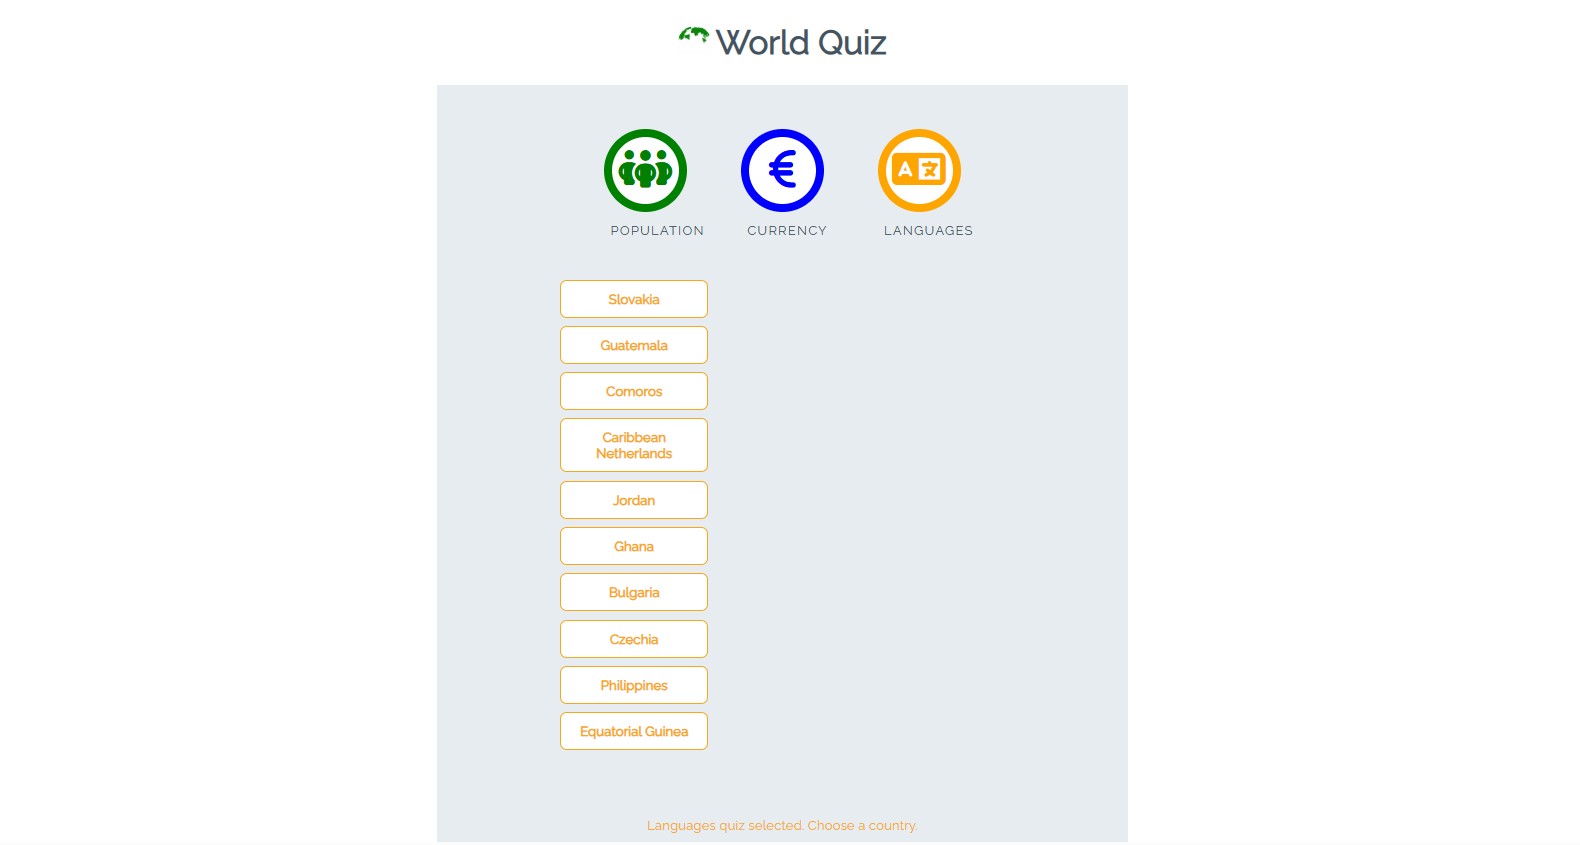 World Quiz
POPULATION
CURRENCY
LANGUAGES
A 文
Slovakia
Guatemala
Comoros
Caribbean
Netherlands
Jordan
Ghana
Bulgaria
Czechia
Philippines
Equatorial Guinea
Languages quiz selected. Choose a country.